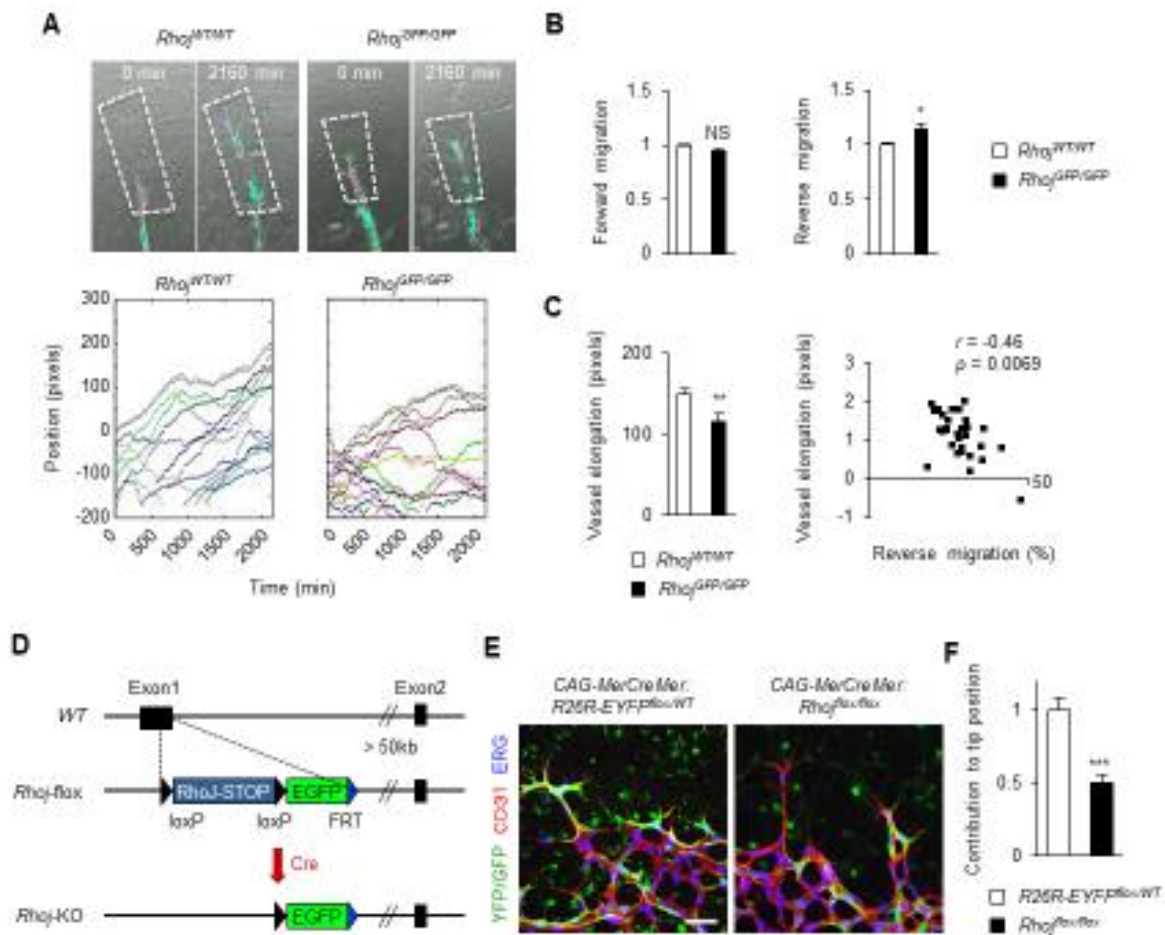 A
Rhoj^WT/WT Rhoj^GFP/GFP
0 min 2160 min 0 min 2160 min
Rhoj^WT/WT Rhoj^GFP/GFP
300
200
100
0
-100
-200
Position (pixels)
0 500 1000 1500 2000 0 500 1000 1500 2000
Time (min)
B
Forward migration
1.5
1
0.5
0
NS
Reverse migration
1.5
1
0.5
0
*
Rhoj^WT/WT
Rhoj^GFP/GFP
C
Vessel elongation (pixels)
200
100
0
**
Rhoj^WT/WT
Rhoj^GFP/GFP
Vessel elongation (pixels)
3
2
1
0
-1
r = -0.46
p = 0.0069
50
Reverse migration (%)
D
Exon1 Exon2
WT
> 50kb
Rhoj-flox RhoJ-STOP EGFP
loxP loxP FRT
Cre
Rhoj-KO EGFP
E
CAG-MerCreMer:
R26R-EYFP^flox/WT
CAG-MerCreMer:
Rhoj^flox/flox
YFP/GFP CD31 ERG
F
Contribution to tip position
1
0.5
0
***
R26R-EYFP^flox/WT
Rhoj^flox/flox